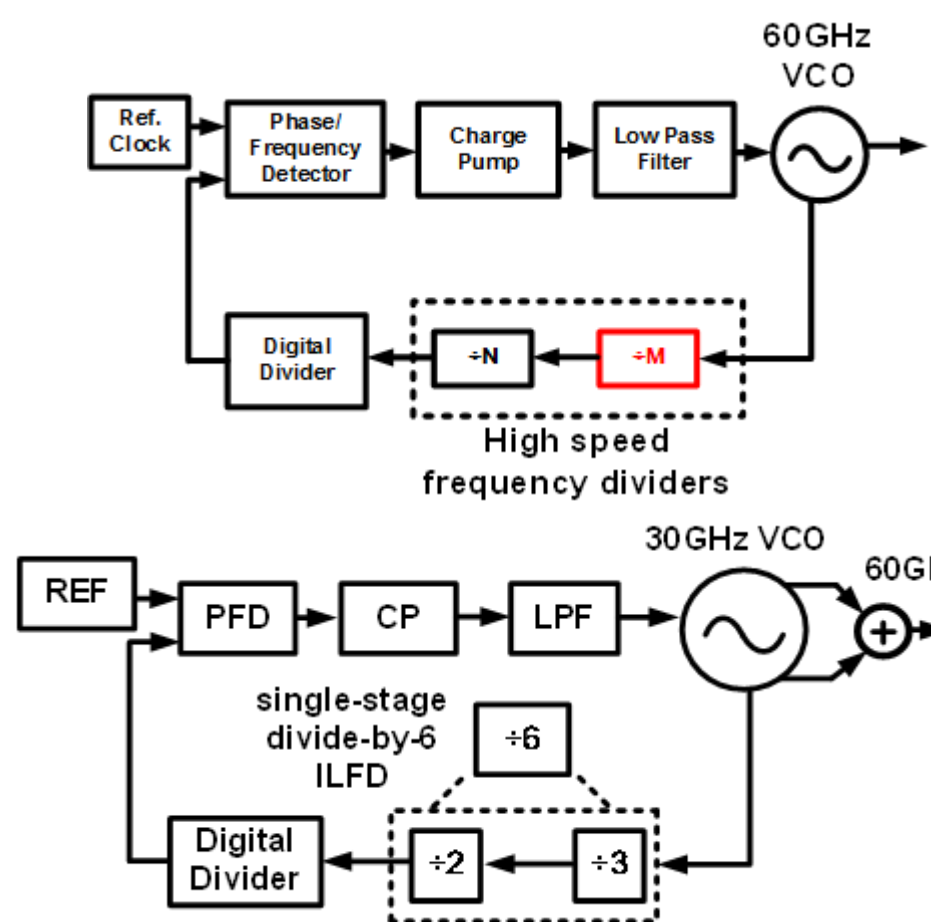 60GHz
VCO
Ref.
Clock
Phase/
Frequency
Detector
Charge
Pump
Low Pass
Filter
Digital
Divider
÷N
÷M
High speed
frequency dividers
30GHz VCO
REF
PFD
CP
LPF
+
single-stage
divide-by-6
ILFD
÷6
Digital
Divider
÷2
÷3